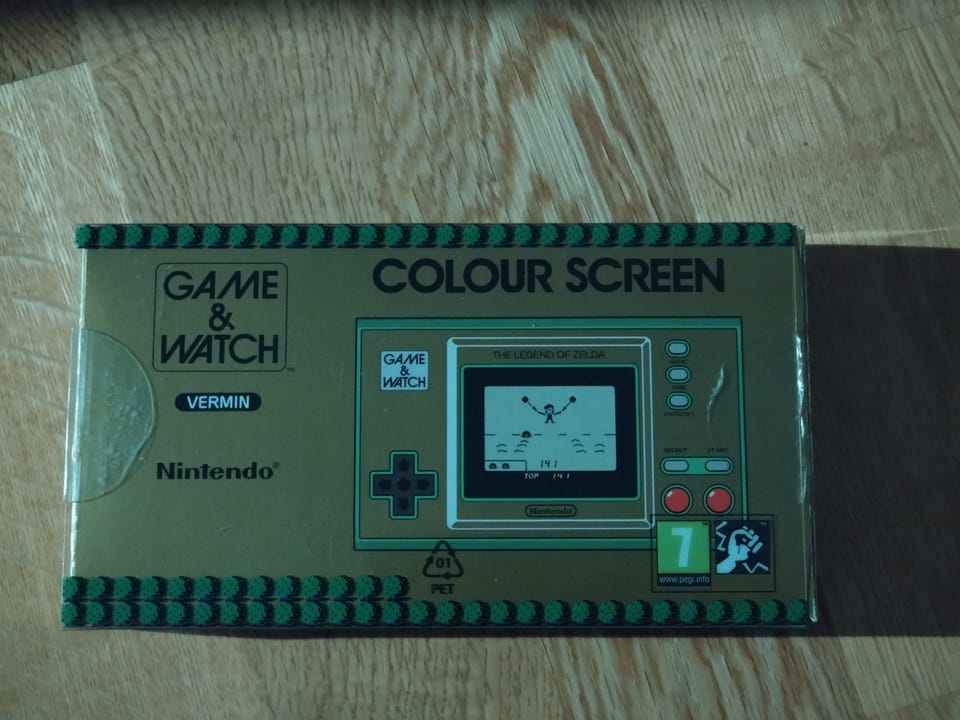 GAME
&
WATCH
TM
VERMIN
Nintendo®
COLOUR SCREEN
GAME
&
WATCH
THE LEGEND OF ZELDA
141
TOP 141
Nintendo
SELECT START
01
PET
7
www.pegi.info